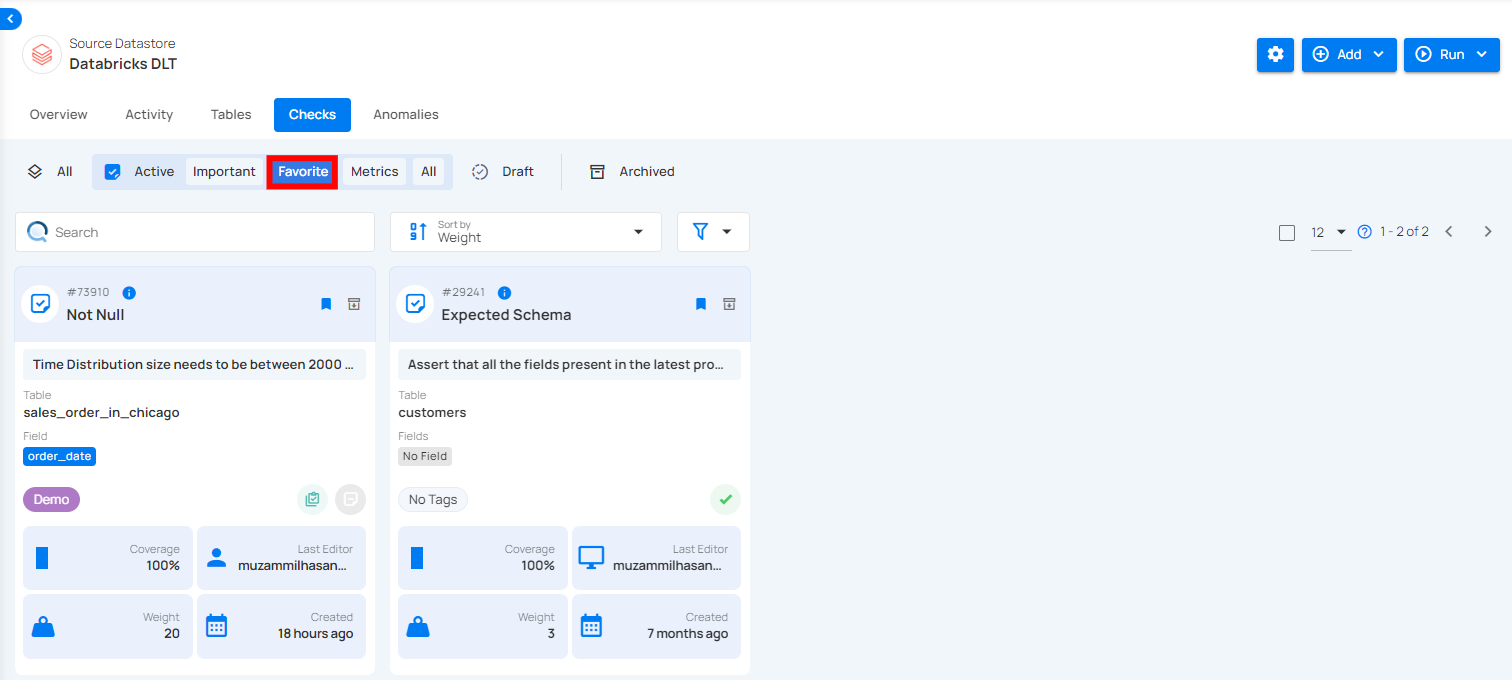 Source Datastore
Databricks DLT
Add
Run
Overview
Activity
Tables
Checks
Anomalies
All
Active
Important
Favorite
Metrics
All
Draft
Archived
Search
Sort by
Weight
12
1 - 2 of 2
#73910
Not Null
Time Distribution size needs to be between 2000 ...
Table
sales_order_in_chicago
Field
order_date
Demo
Coverage
100%
Last Editor
muzammilhasan...
Weight
20
Created
18 hours ago
#29241
Expected Schema
Assert that all the fields present in the latest pro...
Table
customers
Fields
No Field
No Tags
Coverage
100%
Last Editor
muzammilhasan...
Weight
3
Created
7 months ago